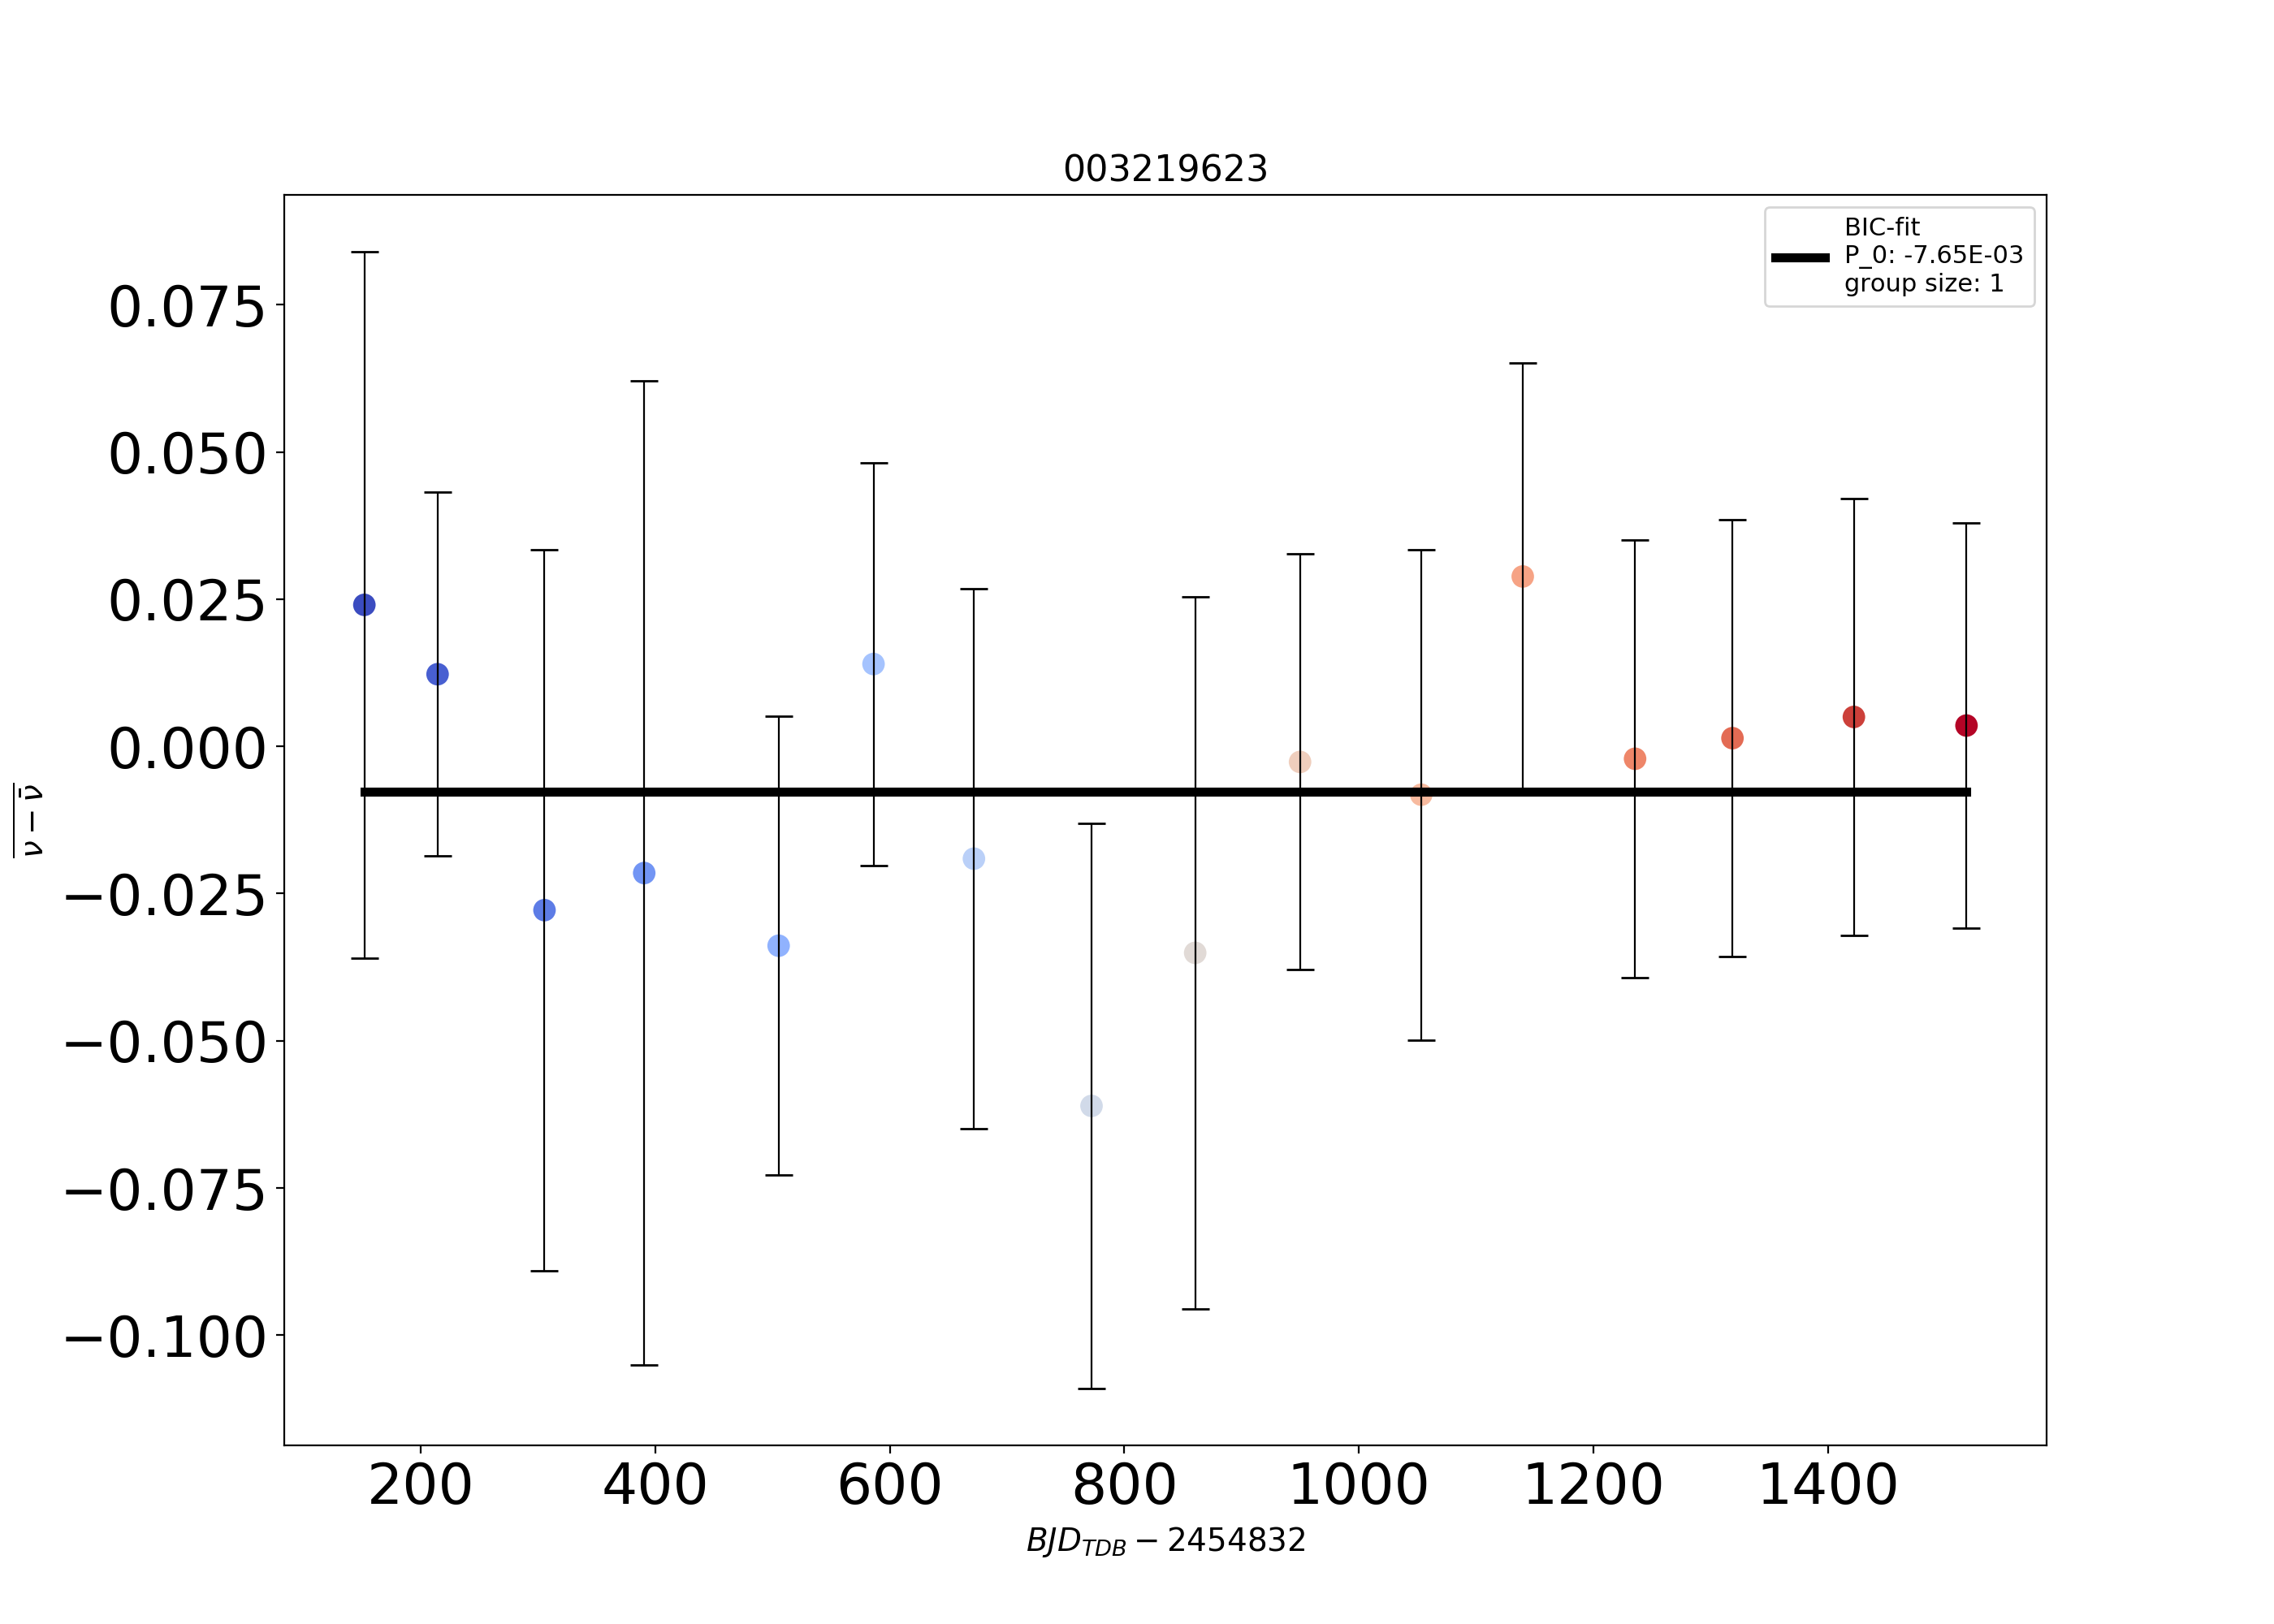 003219623
BIC-fit
P_0: -7.65E-03
group size: 1
0.075
0.050
0.025
0.000
−0.025
−0.050
−0.075
−0.100
ν − ν̄
200 400 600 800 1000 1200 1400
BJD_TDB − 2454832